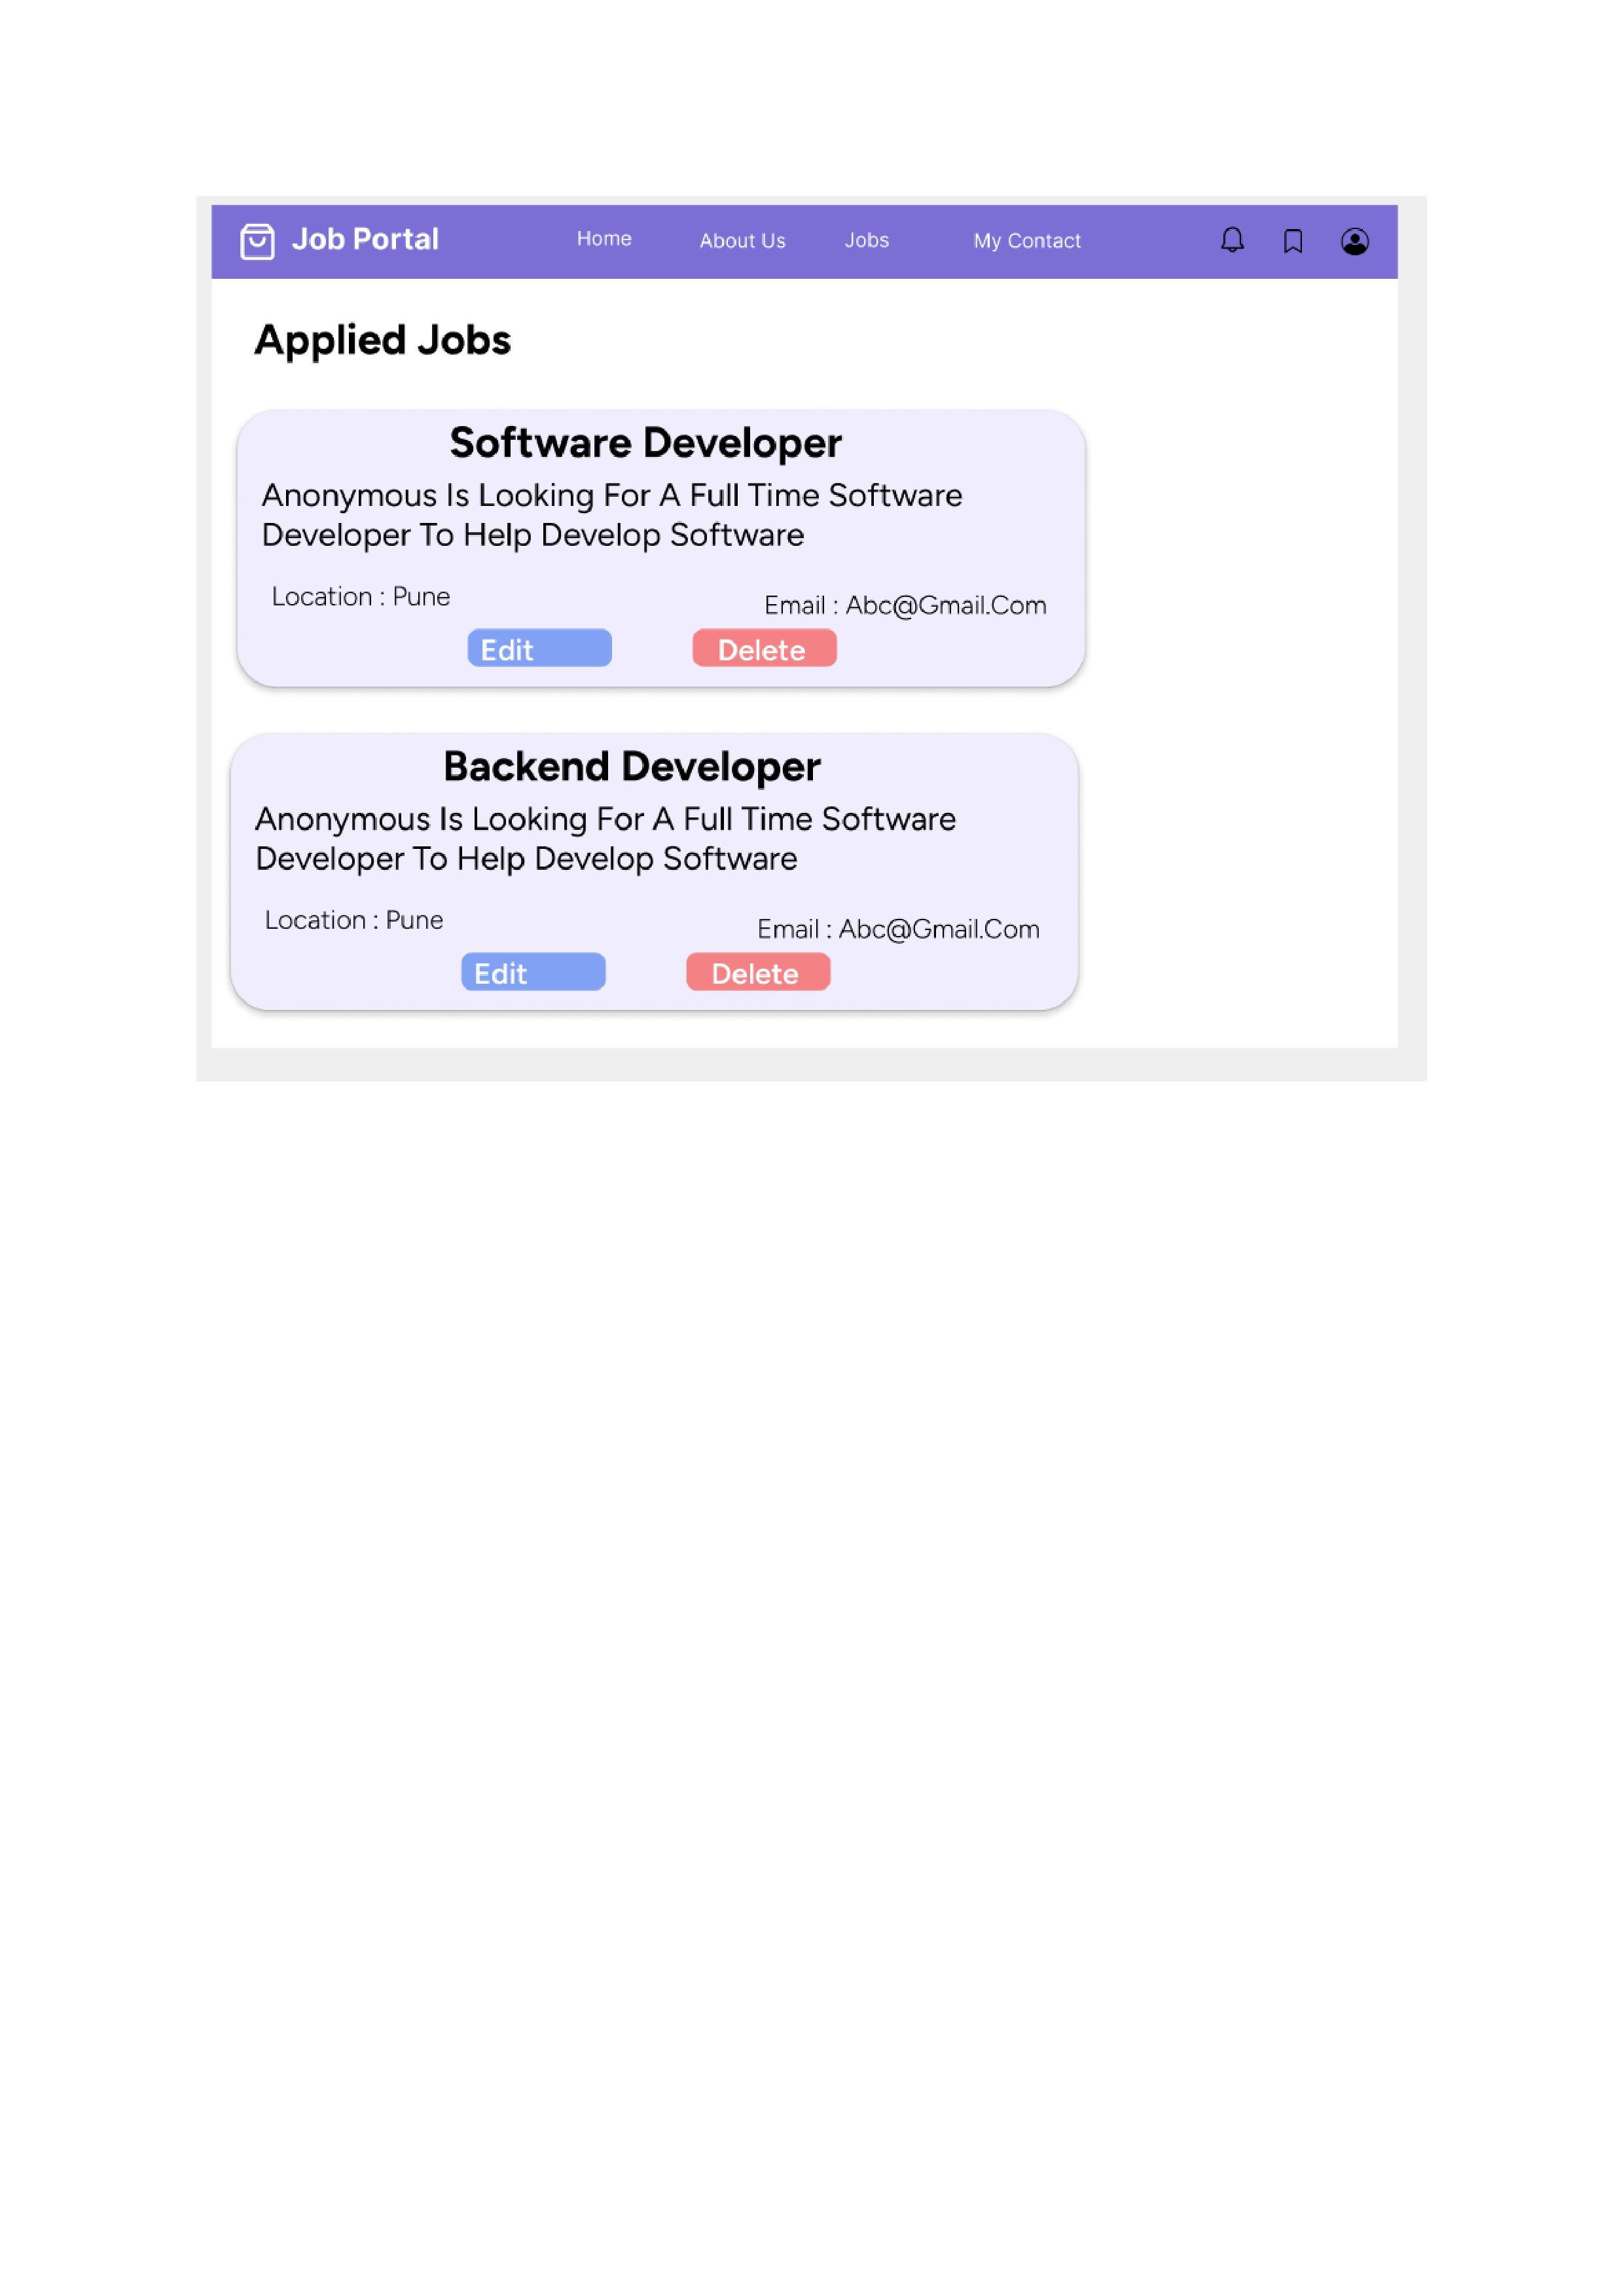 Job Portal
Home
About Us
Jobs
My Contact
Applied Jobs
Software Developer
Anonymous Is Looking For A Full Time Software
Developer To Help Develop Software
Location : Pune
Email : Abc@Gmail.Com
Edit
Delete
Backend Developer
Anonymous Is Looking For A Full Time Software
Developer To Help Develop Software
Location : Pune
Email : Abc@Gmail.Com
Edit
Delete